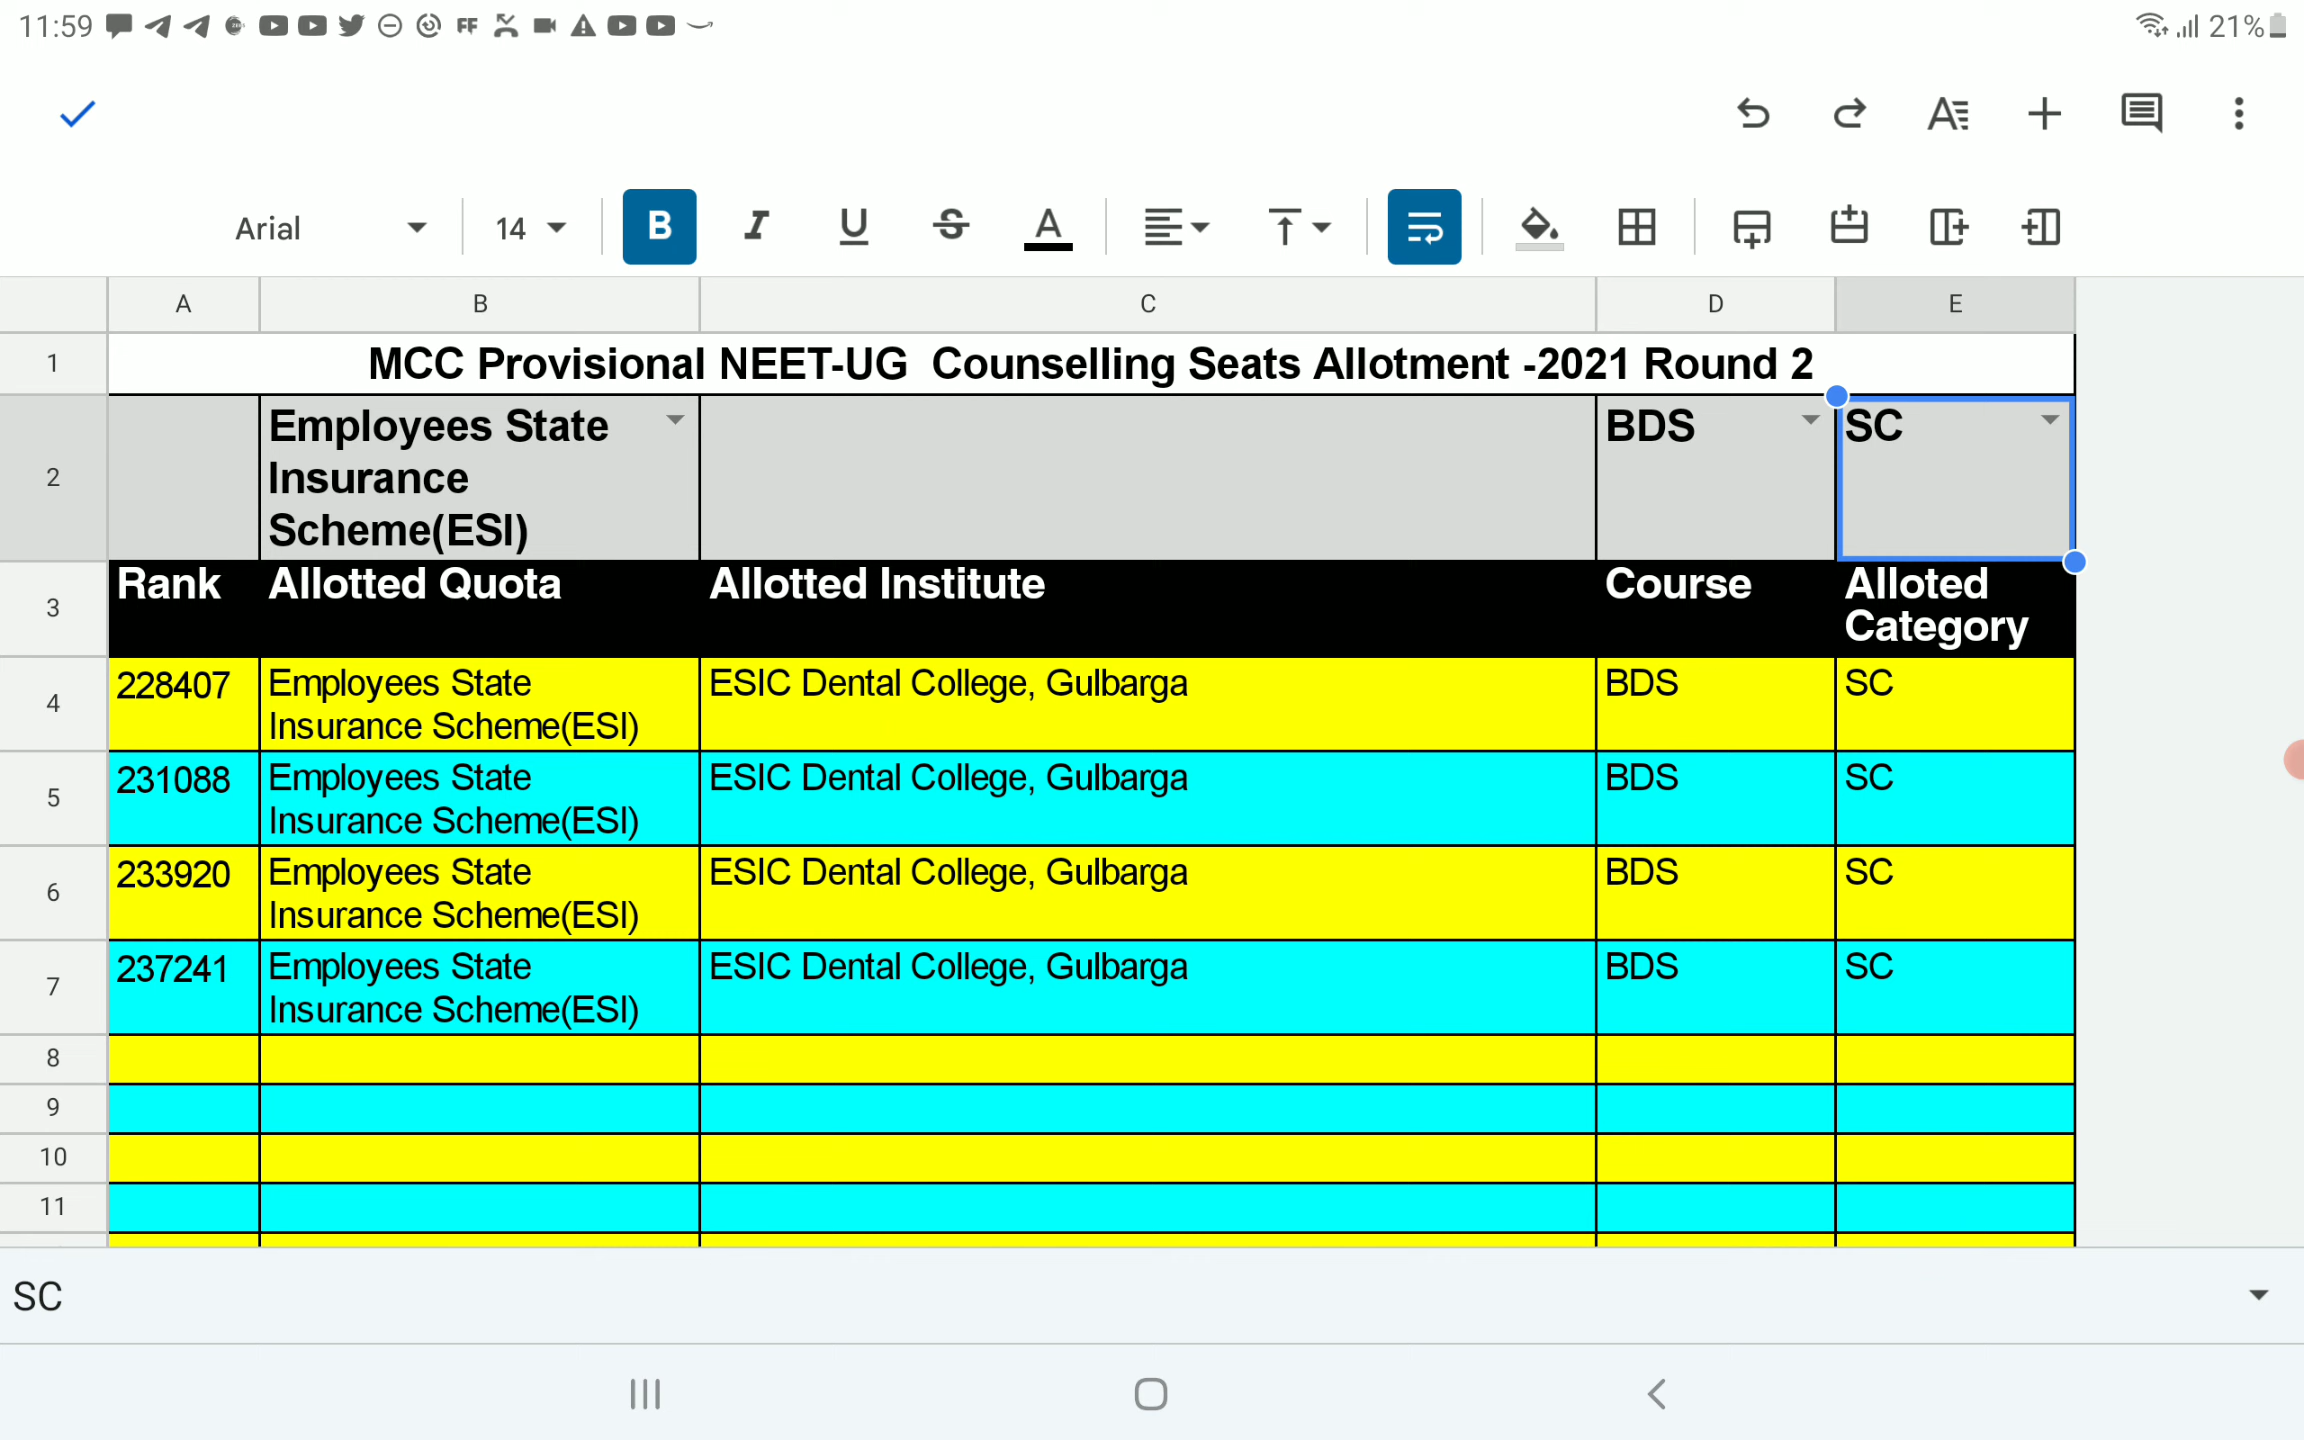 11:59 FF 21%
Arial 14 B I U S A
A B C D E
1 MCC Provisional NEET-UG Counselling Seats Allotment -2021 Round 2
2 Employees State Insurance Scheme(ESI) BDS SC
3 Rank Allotted Quota Allotted Institute Course Alloted Category
4 228407 Employees State Insurance Scheme(ESI) ESIC Dental College, Gulbarga BDS SC
5 231088 Employees State Insurance Scheme(ESI) ESIC Dental College, Gulbarga BDS SC
6 233920 Employees State Insurance Scheme(ESI) ESIC Dental College, Gulbarga BDS SC
7 237241 Employees State Insurance Scheme(ESI) ESIC Dental College, Gulbarga BDS SC
8
9
10
11
SC